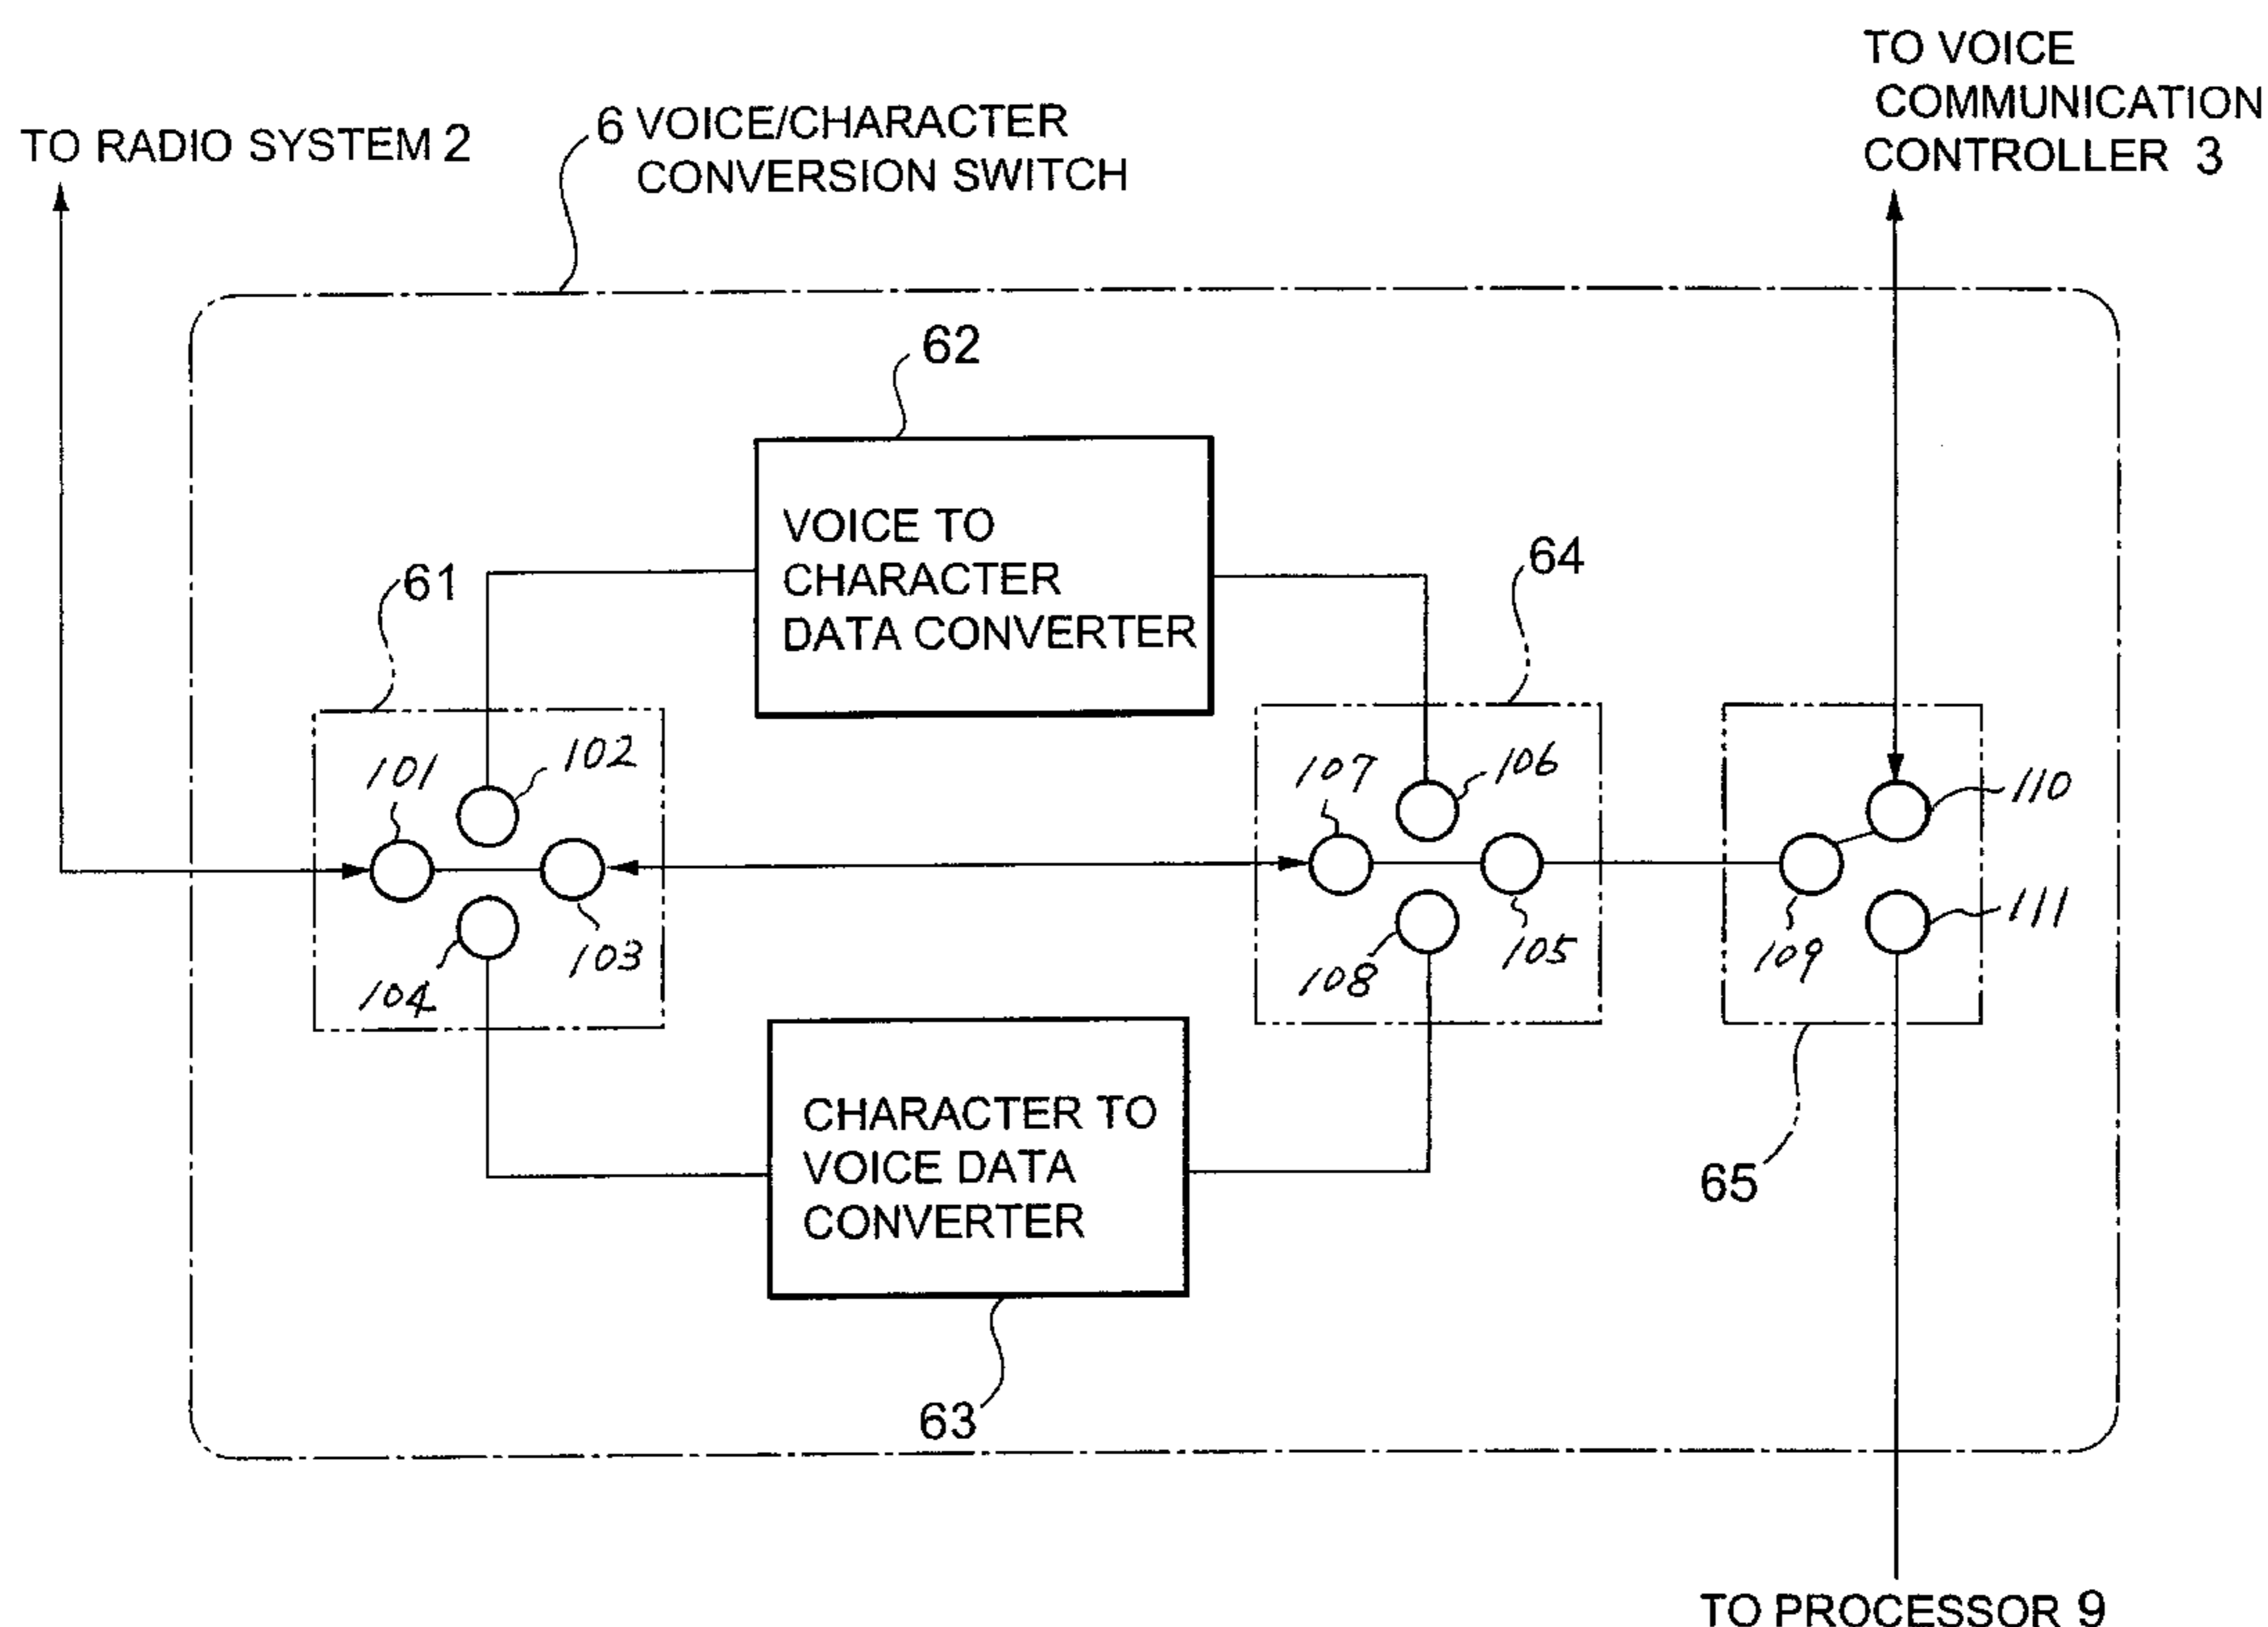 TO VOICE
COMMUNICATION
CONTROLLER 3
6 VOICE/CHARACTER
CONVERSION SWITCH
TO RADIO SYSTEM 2
62
VOICE TO
CHARACTER
DATA CONVERTER
61
64
101
102
103
104
107
106
105
108
110
109
111
CHARACTER TO
VOICE DATA
CONVERTER
63
65
TO PROCESSOR 9